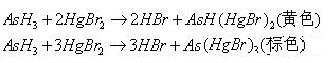 AsH₃ + 2HgBr₂ → 2HBr + AsH(HgBr)₂(黄色)
AsH₃ + 3HgBr₂ → 3HBr + As(HgBr)₃(棕色)